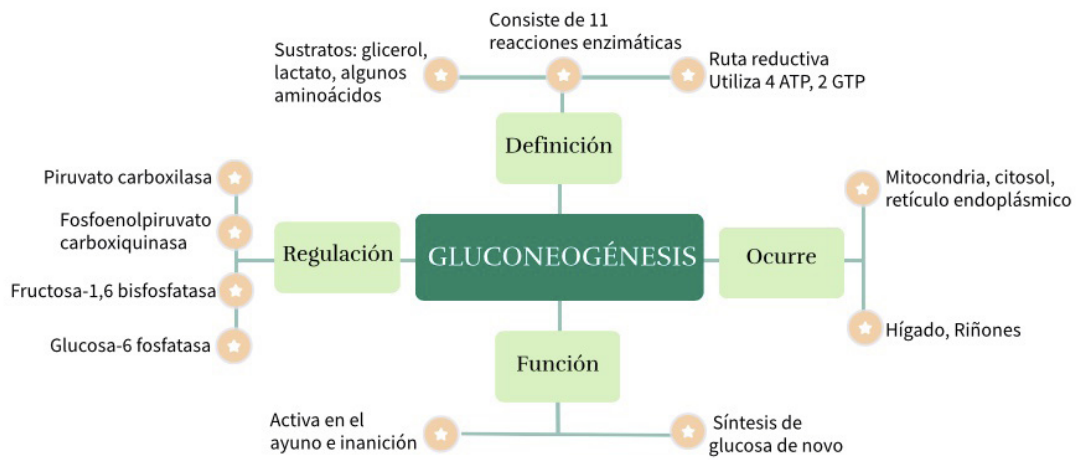 Consiste de 11
reacciones enzimáticas
Sustratos: glicerol,
lactato, algunos
aminoácidos
Ruta reductiva
Utiliza 4 ATP, 2 GTP
Definición
Piruvato carboxilasa
Fosfoenolpiruvato
carboxiquinasa
Fructosa-1,6 bisfosfatasa
Glucosa-6 fosfatasa
Regulación
GLUCONEOGÉNESIS
Ocurre
Mitocondria, citosol,
retículo endoplásmico
Hígado, Riñones
Función
Activa en el
ayuno e inanición
Síntesis de
glucosa de novo